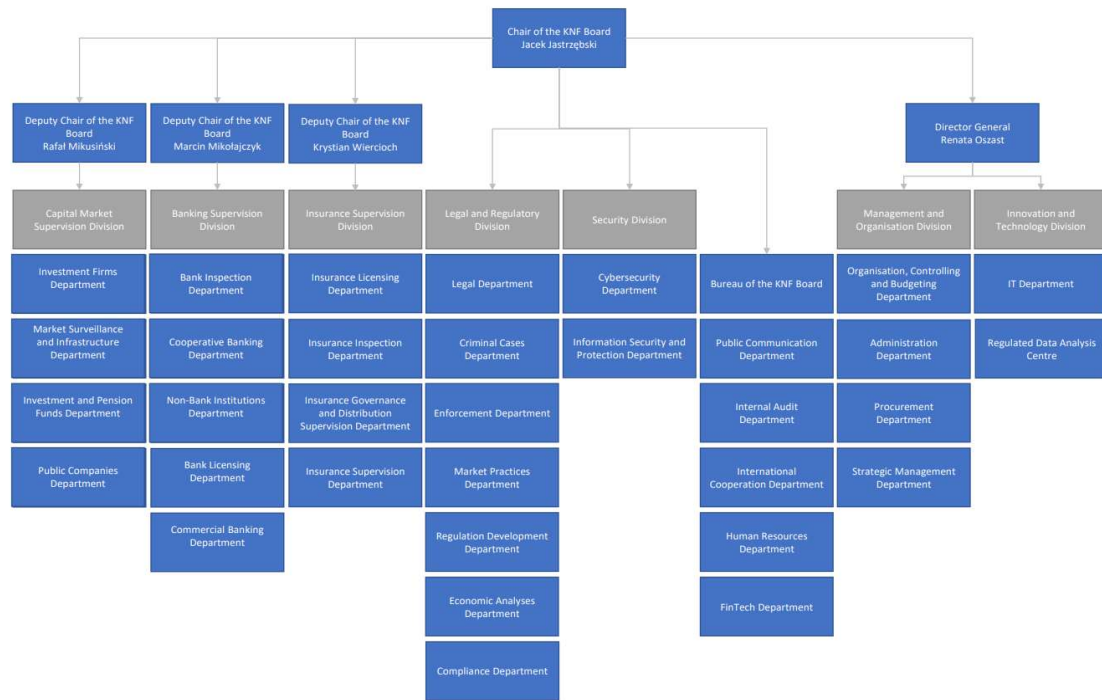 Chair of the KNF Board
Jacek Jastrzębski
Deputy Chair of the KNF
Board
Rafał Mikusiński
Deputy Chair of the KNF
Board
Marcin Mikołajczyk
Deputy Chair of the KNF
Board
Krystian Wiercioch
Director General
Renata Oszast
Capital Market
Supervision Division
Banking Supervision
Division
Insurance Supervision
Division
Legal and Regulatory
Division
Security Division
Management and
Organisation Division
Innovation and
Technology Division
Investment Firms
Department
Bank Inspection
Department
Insurance Licensing
Department
Legal Department
Cybersecurity
Department
Bureau of the KNF Board
Organisation, Controlling
and Budgeting
Department
IT Department
Market Surveillance
and Infrastructure
Department
Cooperative Banking
Department
Insurance Inspection
Department
Criminal Cases
Department
Information Security and
Protection Department
Public Communication
Department
Administration
Department
Regulated Data Analysis
Centre
Investment and Pension
Funds Department
Non-Bank Institutions
Department
Insurance Governance
and Distribution
Supervision Department
Enforcement Department
Internal Audit
Department
Procurement
Department
Public Companies
Department
Bank Licensing
Department
Insurance Supervision
Department
Market Practices
Department
International
Cooperation Department
Strategic Management
Department
Commercial Banking
Department
Regulation Development
Department
Human Resources
Department
Economic Analyses
Department
FinTech Department
Compliance Department